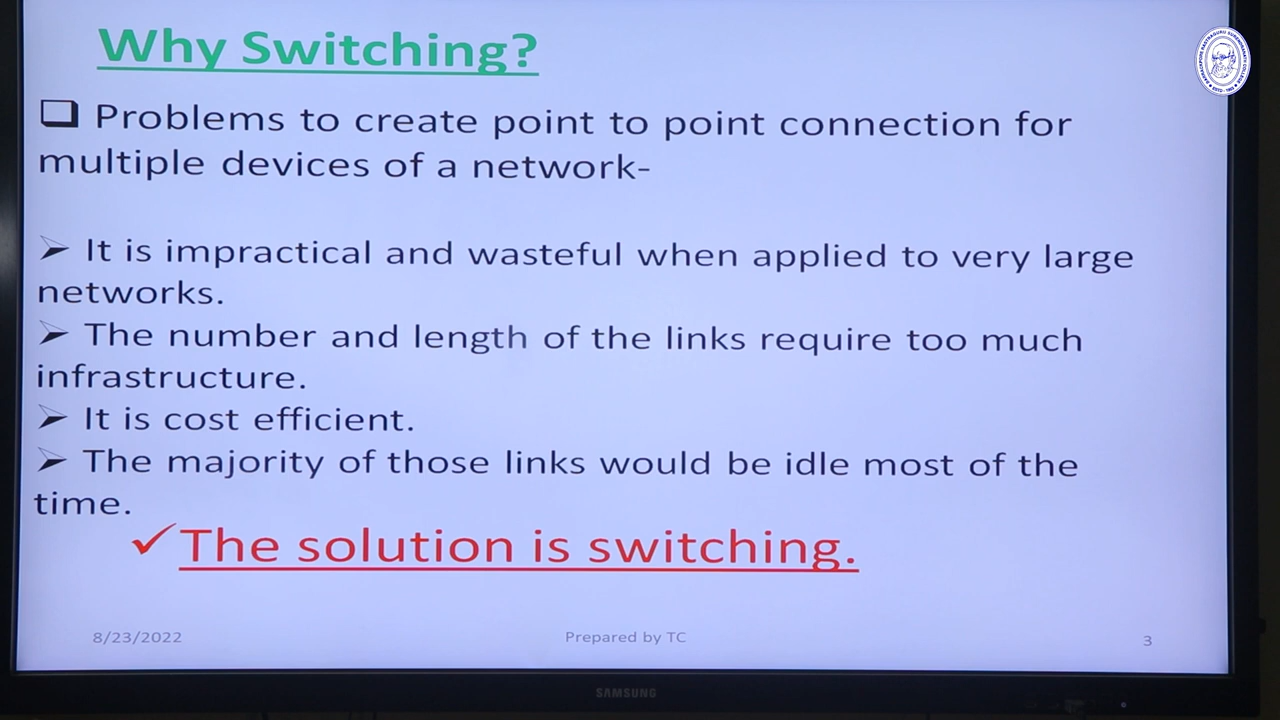 Why Switching?
❑ Problems to create point to point connection for
multiple devices of a network-
➢ It is impractical and wasteful when applied to very large
networks.
➢ The number and length of the links require too much
infrastructure.
➢ It is cost efficient.
➢ The majority of those links would be idle most of the
time.
✓The solution is switching.
8/23/2022
Prepared by TC
3
SAMSUNG